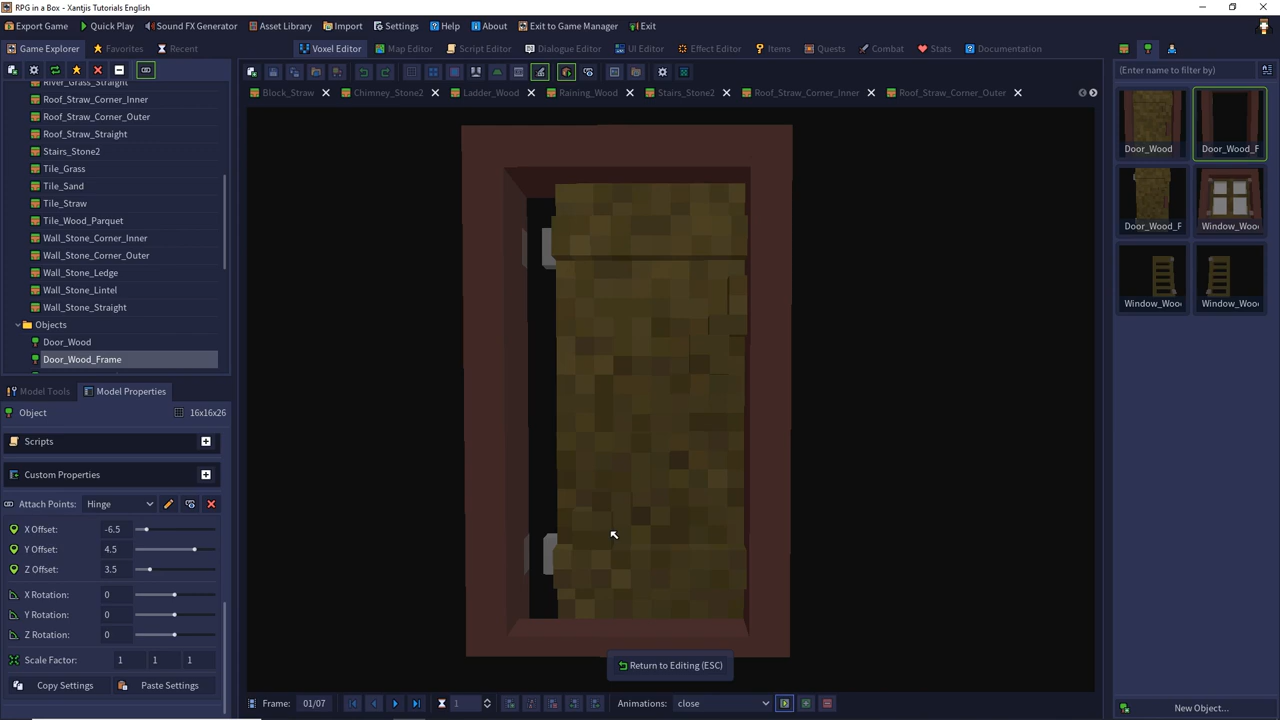 RPG in a Box - Xantjis Tutorials English
Export Game Quick Play Sound FX Generator Asset Library Import Settings Help About Exit to Game Manager Exit
Game Explorer Favorites Recent Voxel Editor Map Editor Script Editor Dialogue Editor UI Editor Effect Editor Items Quests Combat Stats Documentation
(Enter name to filter by)
Block_Straw Chimney_Stone2 Ladder_Wood Raining_Wood Stairs_Stone2 Roof_Straw_Corner_Inner Roof_Straw_Corner_Outer
River_Grass_Straight
Roof_Straw_Corner_Inner
Roof_Straw_Corner_Outer
Roof_Straw_Straight
Stairs_Stone2
Tile_Grass
Tile_Sand
Tile_Straw
Tile_Wood_Parquet
Wall_Stone_Corner_Inner
Wall_Stone_Corner_Outer
Wall_Stone_Ledge
Wall_Stone_Lintel
Wall_Stone_Straight
Objects
Door_Wood
Door_Wood_Frame
Model Tools Model Properties
Object 16x16x26
Scripts
Custom Properties
Attach Points: Hinge
X Offset: -6.5
Y Offset: 4.5
Z Offset: 3.5
X Rotation: 0
Y Rotation: 0
Z Rotation: 0
Scale Factor: 1 1 1
Copy Settings Paste Settings
Return to Editing (ESC)
Frame: 01/07 1 Animations: close
Door_Wood Door_Wood_F
Door_Wood_F Window_Woo
Window_Woo Window_Woo
New Object...